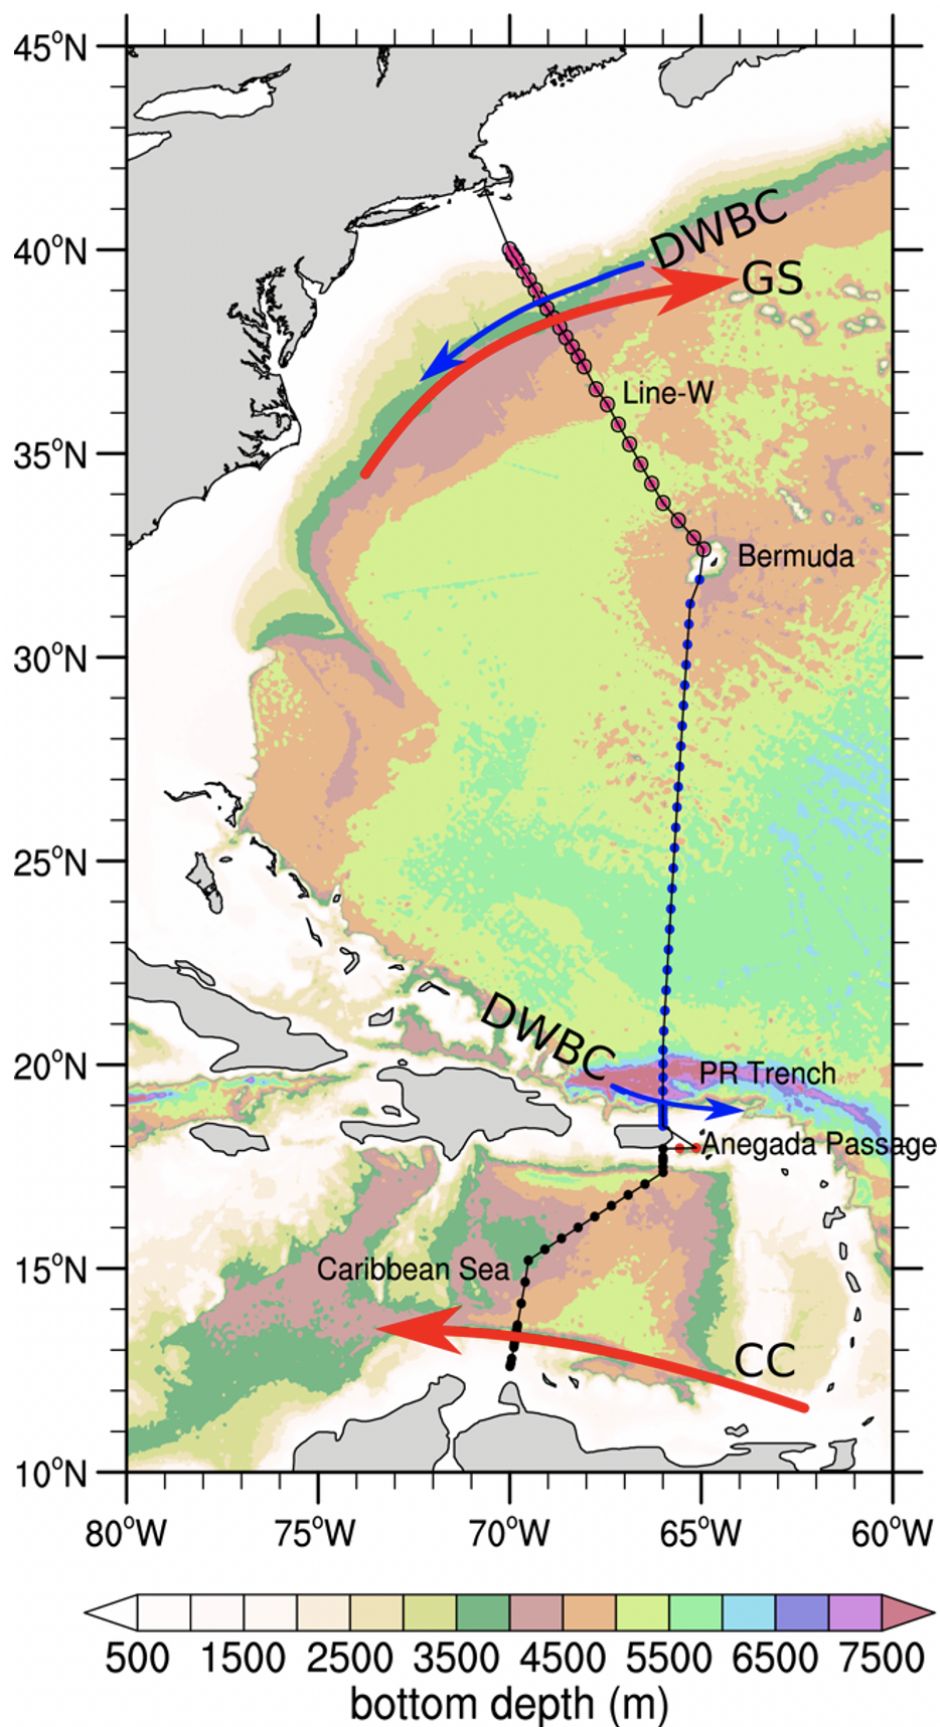 45°N
40°N
35°N
30°N
25°N
20°N
15°N
10°N
DWBC
GS
Line-W
Bermuda
DWBC
PR Trench
Anegada Passage
Caribbean Sea
CC
80°W 75°W 70°W 65°W 60°W
500 1500 2500 3500 4500 5500 6500 7500
bottom depth (m)